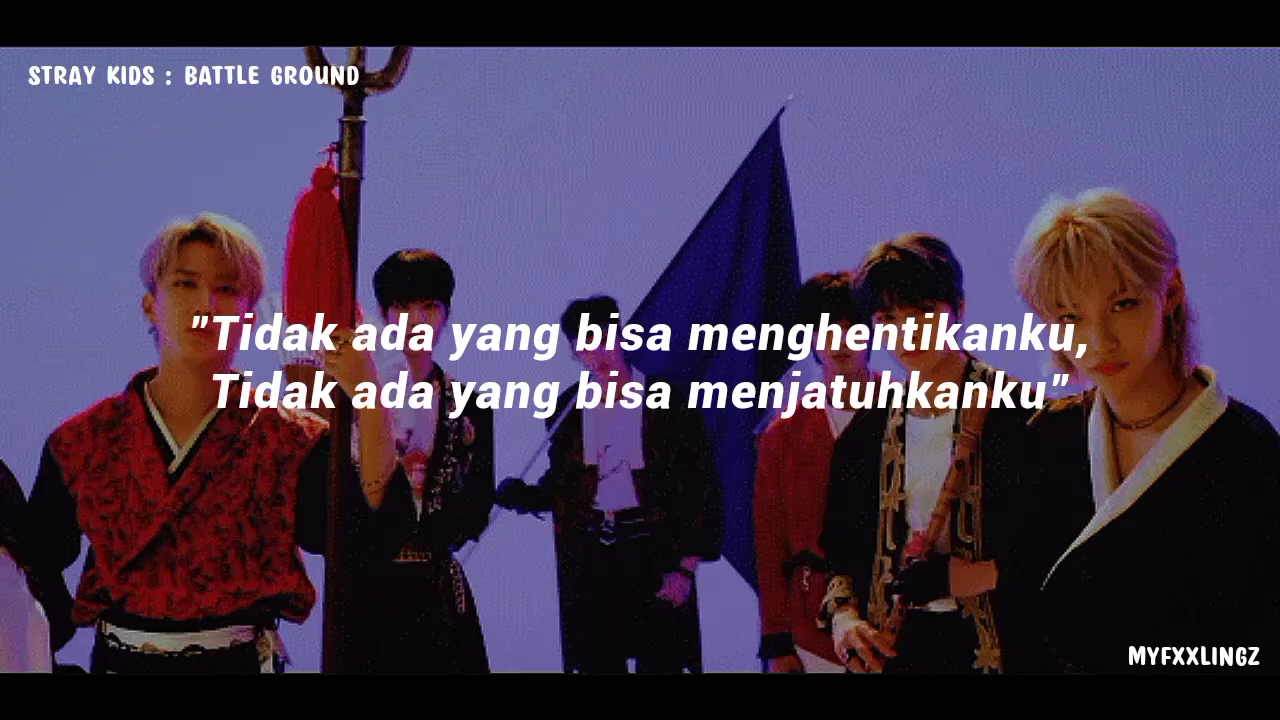 STRAY KIDS : BATTLE GROUND
"Tidak ada yang bisa menghentikanku,
Tidak ada yang bisa menjatuhkanku"
MYFXXLINGZ